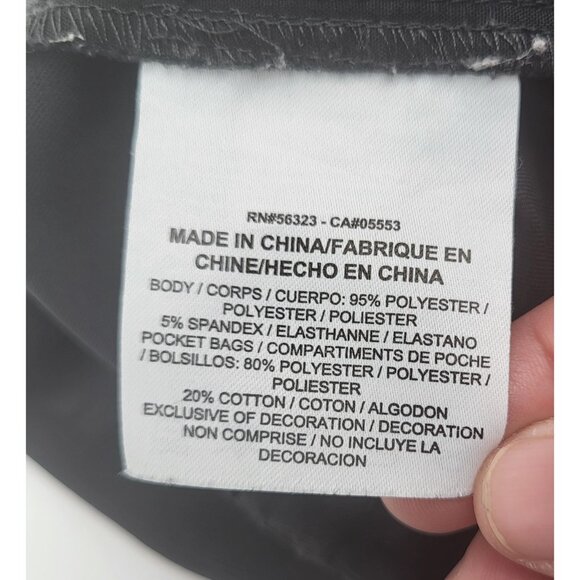 RN#56323 - CA#05553
MADE IN CHINA/FABRIQUE EN
CHINE/HECHO EN CHINA
BODY / CORPS / CUERPO: 95% POLYESTER /
POLYESTER / POLIESTER
5% SPANDEX / ELASTHANNE / ELASTANO
POCKET BAGS / COMPARTIMENTS DE POCHE
/ BOLSILLOS: 80% POLYESTER / POLYESTER /
POLIESTER
20% COTTON / COTON / ALGODON
EXCLUSIVE OF DECORATION / DECORATION
NON COMPRISE / NO INCLUYE LA
DECORACION